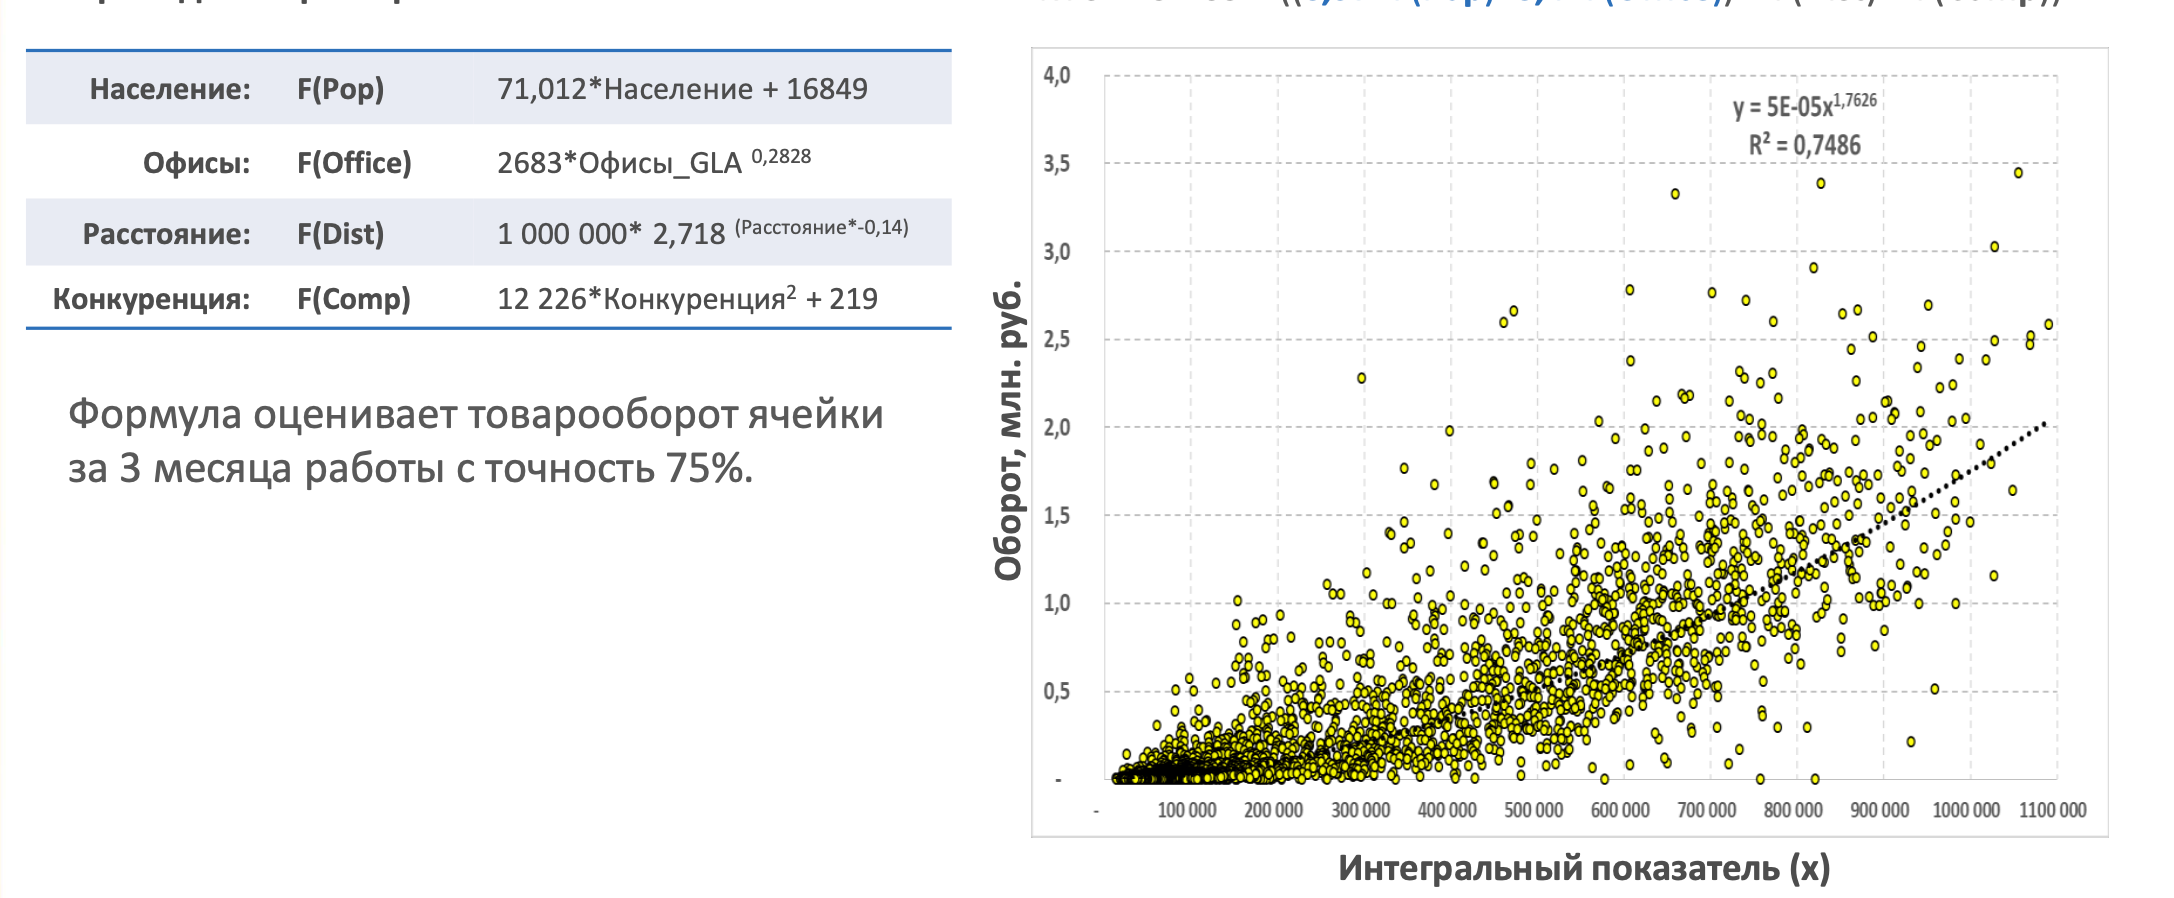 Население: F(Pop) 71,012*Население + 16849
Офисы: F(Office) 2683*Офисы_GLA 0,2828
Расстояние: F(Dist) 1 000 000* 2,718 (Расстояние*-0,14)
Конкуренция: F(Comp) 12 226*Конкуренция² + 219
Формула оценивает товарооборот ячейки
за 3 месяца работы с точность 75%.
y = 5E-05x^1,7626
R² = 0,7486
4,0
3,5
3,0
2,5
2,0
1,5
1,0
0,5
-
Оборот, млн. руб.
- 100 000 200 000 300 000 400 000 500 000 600 000 700 000 800 000 900 000 1000 000 1100 000
Интегральный показатель (x)